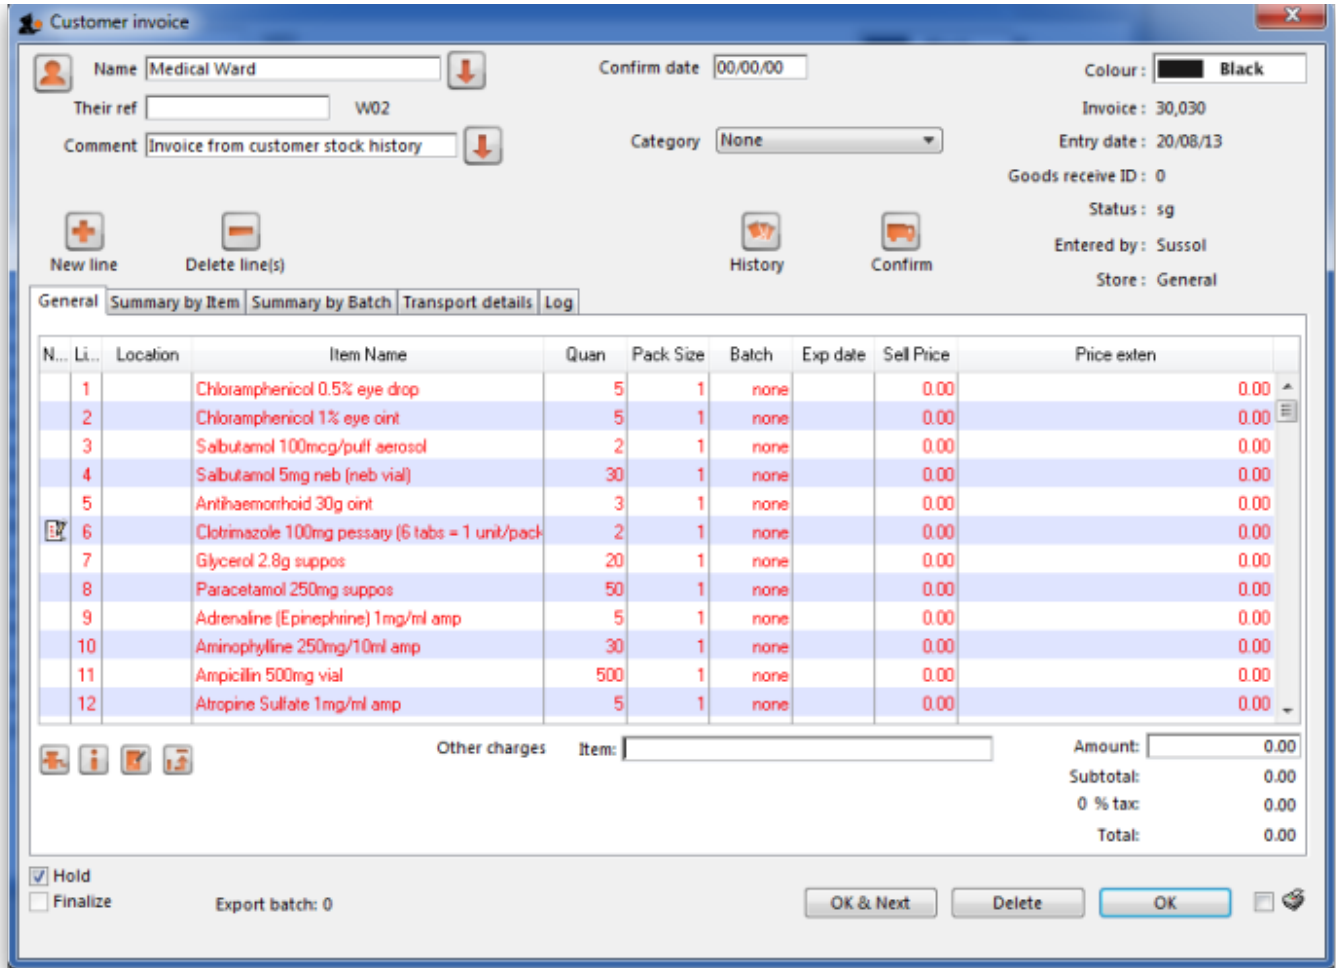 Customer invoice
Name Medical Ward Confirm date 00/00/00 Colour : Black
Their ref W02 Invoice : 30,030
Comment Invoice from customer stock history Category None Entry date : 20/08/13
Goods receive ID : 0
Status : sg
Entered by : Sussol
New line Delete line(s) History Confirm
Store : General
General Summary by Item Summary by Batch Transport details Log
N... Li... Location Item Name Quan Pack Size Batch Exp date Sell Price Price exten
1 Chloramphenicol 0.5% eye drop 5 1 none 0.00 0.00
2 Chloramphenicol 1% eye oint 5 1 none 0.00 0.00
3 Salbutamol 100mcg/puff aerosol 2 1 none 0.00 0.00
4 Salbutamol 5mg neb (neb vial) 30 1 none 0.00 0.00
5 Antihaemorrhoid 30g oint 3 1 none 0.00 0.00
6 Clotrimazole 100mg pessary (6 tabs = 1 unit/pack 2 1 none 0.00 0.00
7 Glycerol 2.8g suppos 20 1 none 0.00 0.00
8 Paracetamol 250mg suppos 50 1 none 0.00 0.00
9 Adrenaline (Epinephrine) 1mg/ml amp 5 1 none 0.00 0.00
10 Aminophylline 250mg/10ml amp 30 1 none 0.00 0.00
11 Ampicillin 500mg vial 500 1 none 0.00 0.00
12 Atropine Sulfate 1mg/ml amp 5 1 none 0.00 0.00
Other charges Item: Amount: 0.00
Subtotal: 0.00
0 % tax: 0.00
Total: 0.00
Hold
Finalize Export batch: 0 OK & Next Delete OK